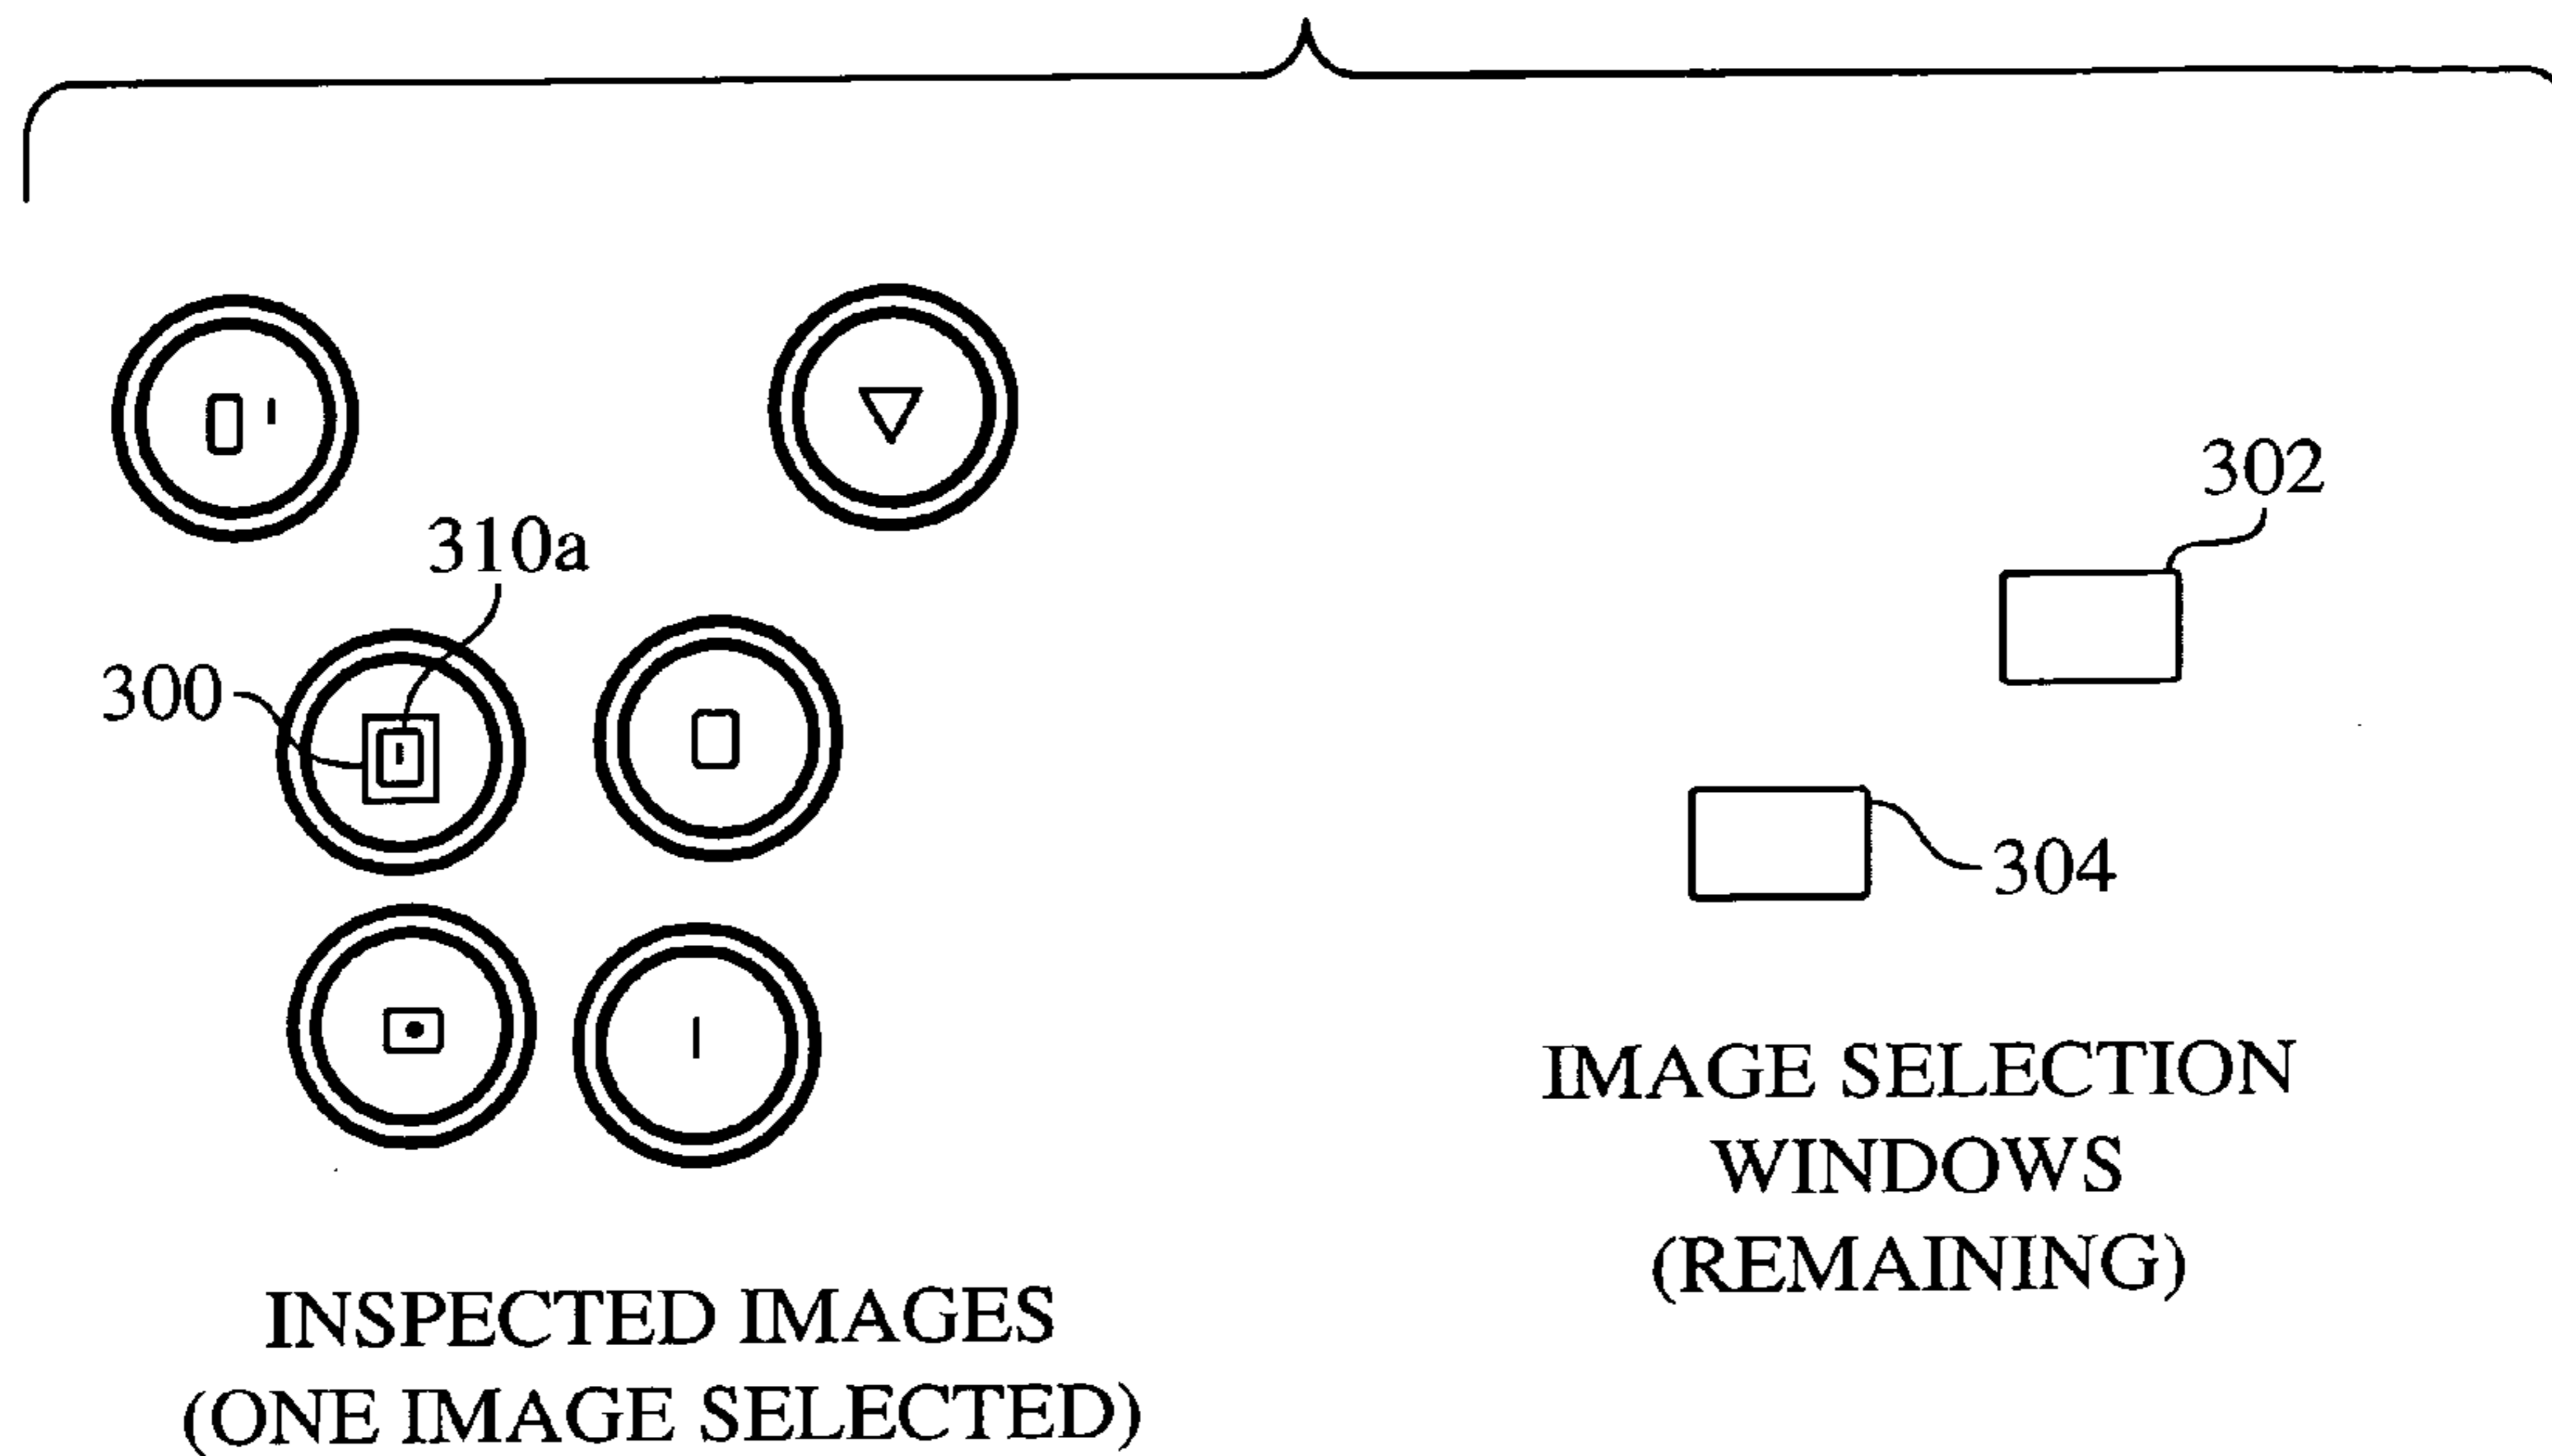 302
310a
300
304
IMAGE SELECTION
WINDOWS
(REMAINING)
INSPECTED IMAGES
(ONE IMAGE SELECTED)